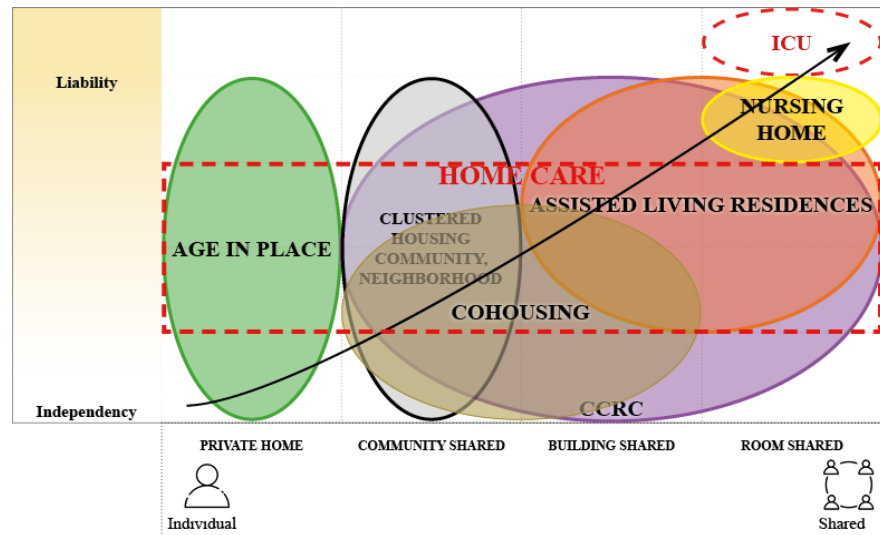 ICU
Liability
NURSING
HOME
HOME CARE
ASSISTED LIVING RESIDENCES
CLUSTERED
HOUSING
COMMUNITY,
NEIGHBORHOOD
AGE IN PLACE
COHOUSING
Independency
CCRC
PRIVATE HOME
COMMUNITY SHARED
BUILDING SHARED
ROOM SHARED
Individual
Shared